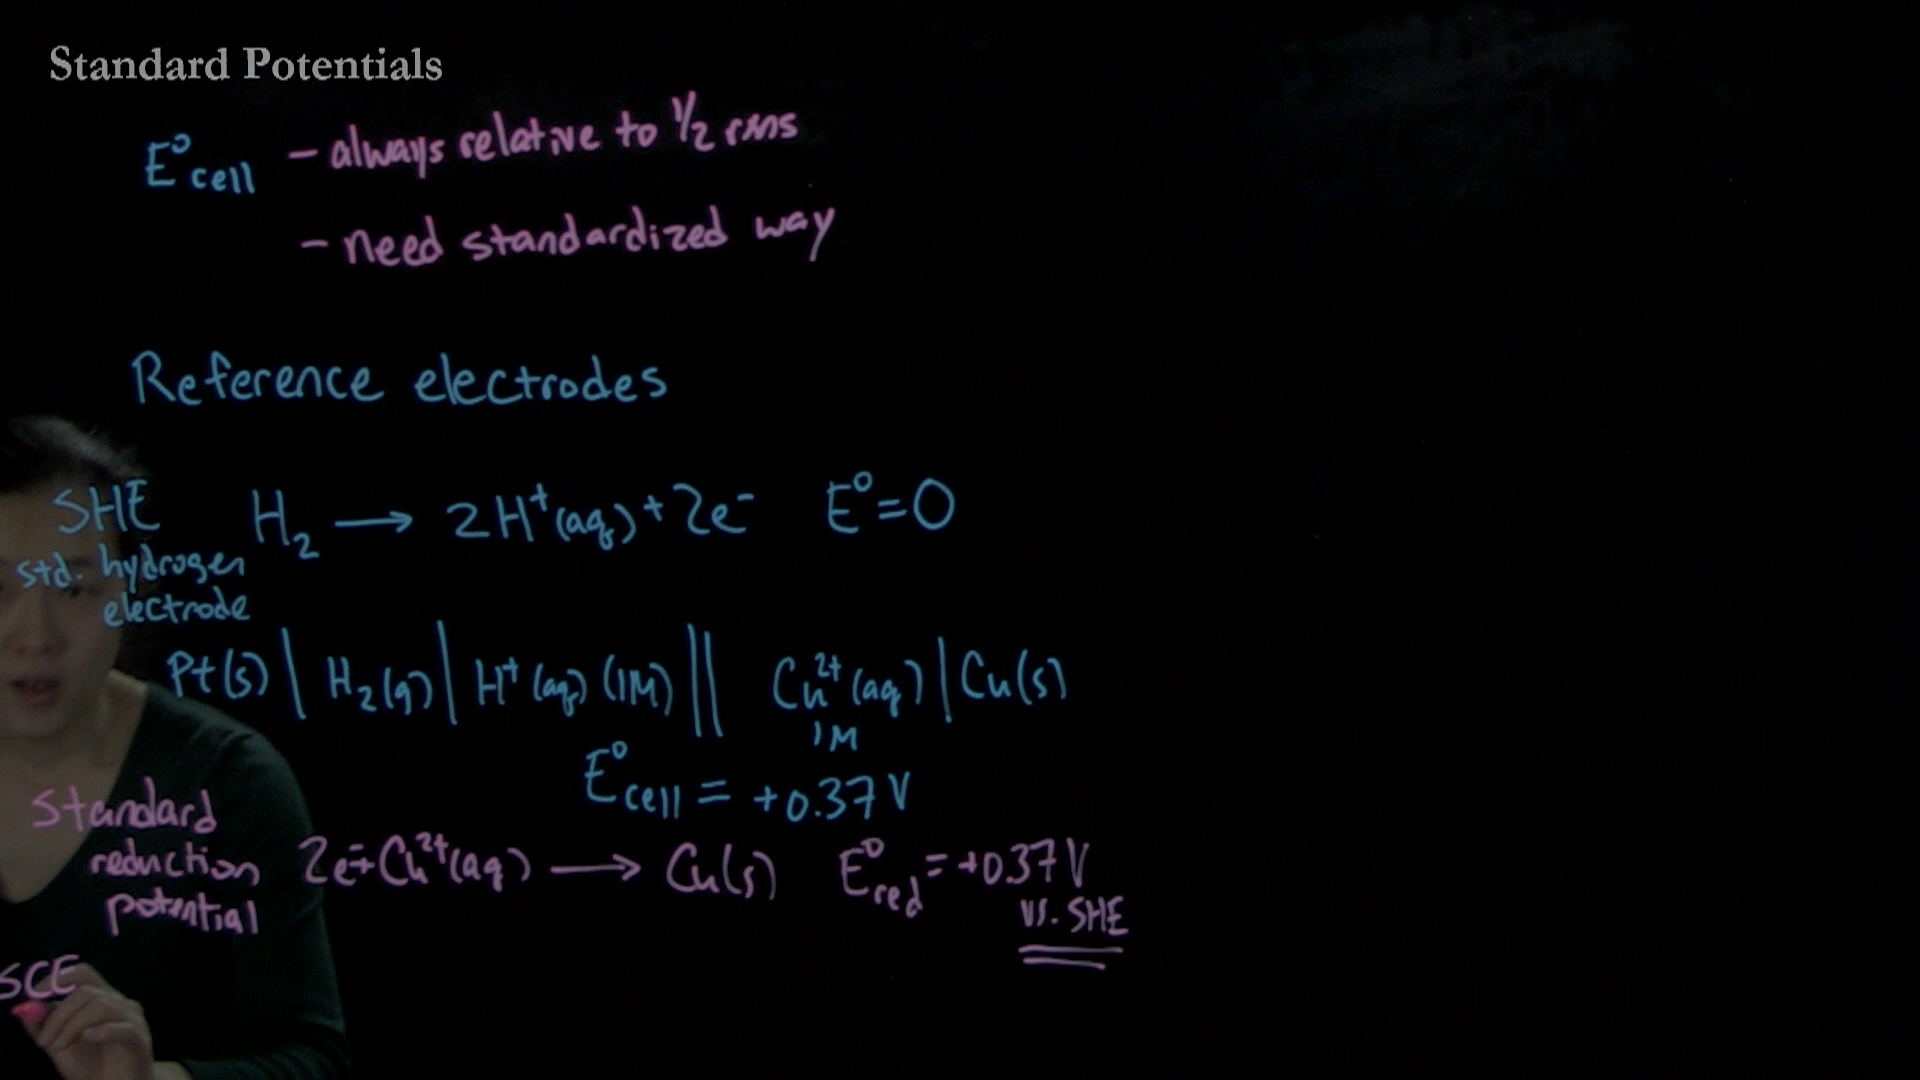 Standard Potentials
E°cell – always relative to 1/2 rxns
– need standardized way
Reference electrodes
SHE H₂ → 2H⁺(aq) + 2e⁻ E° = 0
std. hydrogen
electrode
Pt(s) | H₂(g) | H⁺(aq) (1M) || Cu²⁺(aq) | Cu(s)
1M
E°cell = +0.37 V
Standard
reduction
potential
2e⁻ + Cu²⁺(aq) → Cu(s) E°red = +0.37 V
vs. SHE
SCE